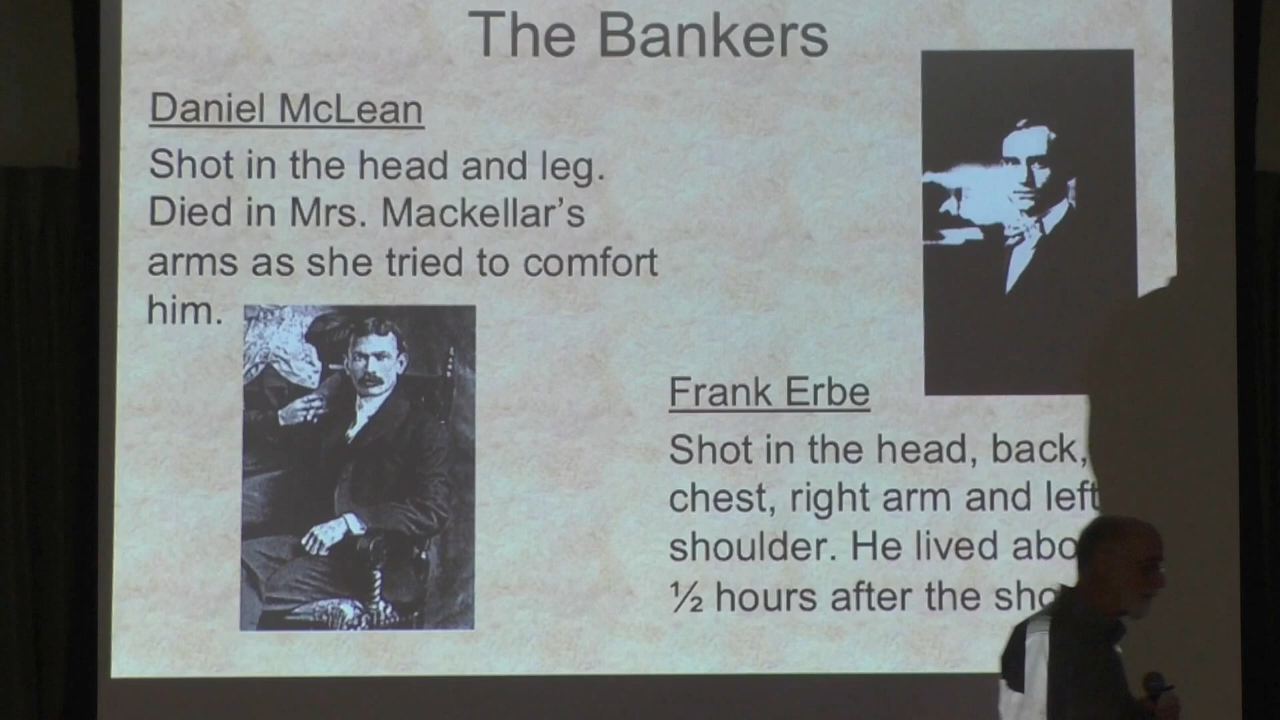 The Bankers
Daniel McLean
Shot in the head and leg.
Died in Mrs. Mackellar’s
arms as she tried to comfort
him.
Frank Erbe
Shot in the head, back,
chest, right arm and left
shoulder. He lived
½ hours after the